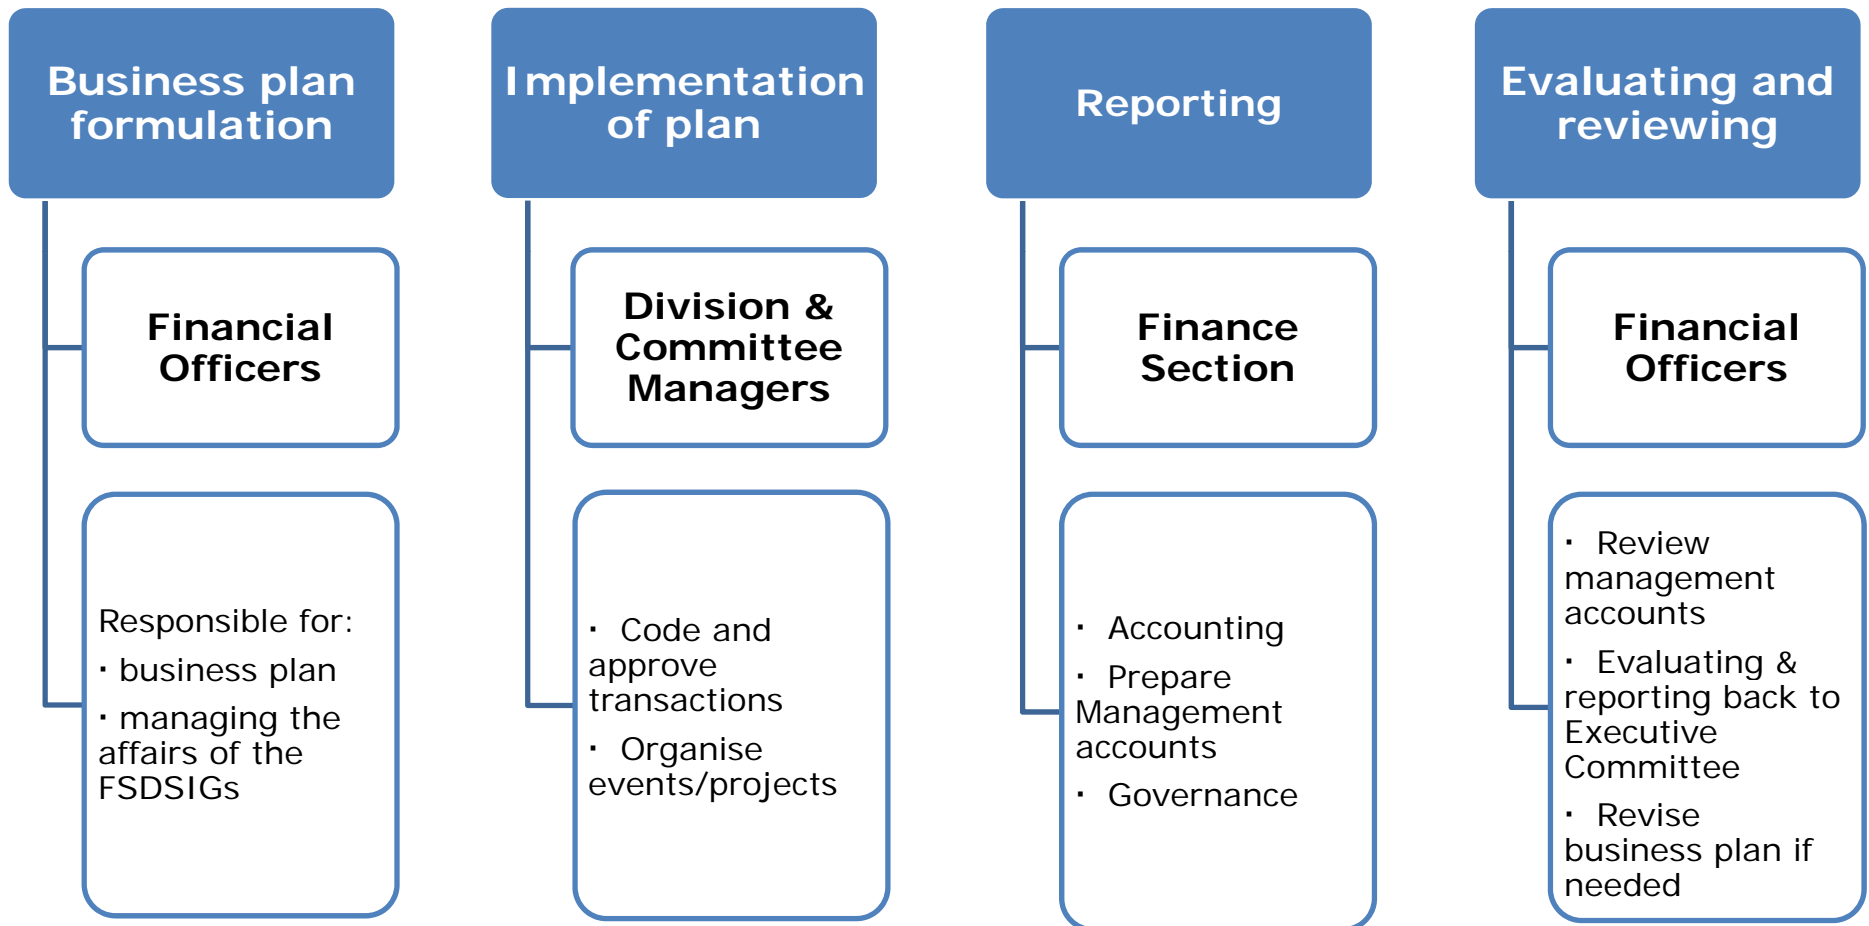 Business plan
formulation
Financial
Officers
Responsible for:
· business plan
· managing the
affairs of the
FSDSIGs
Implementation
of plan
Division &
Committee
Managers
· Code and
approve
transactions
· Organise
events/projects
Reporting
Finance
Section
· Accounting
· Prepare
Management
accounts
· Governance
Evaluating and
reviewing
Financial
Officers
· Review
management
accounts
· Evaluating &
reporting back to
Executive
Committee
· Revise
business plan if
needed